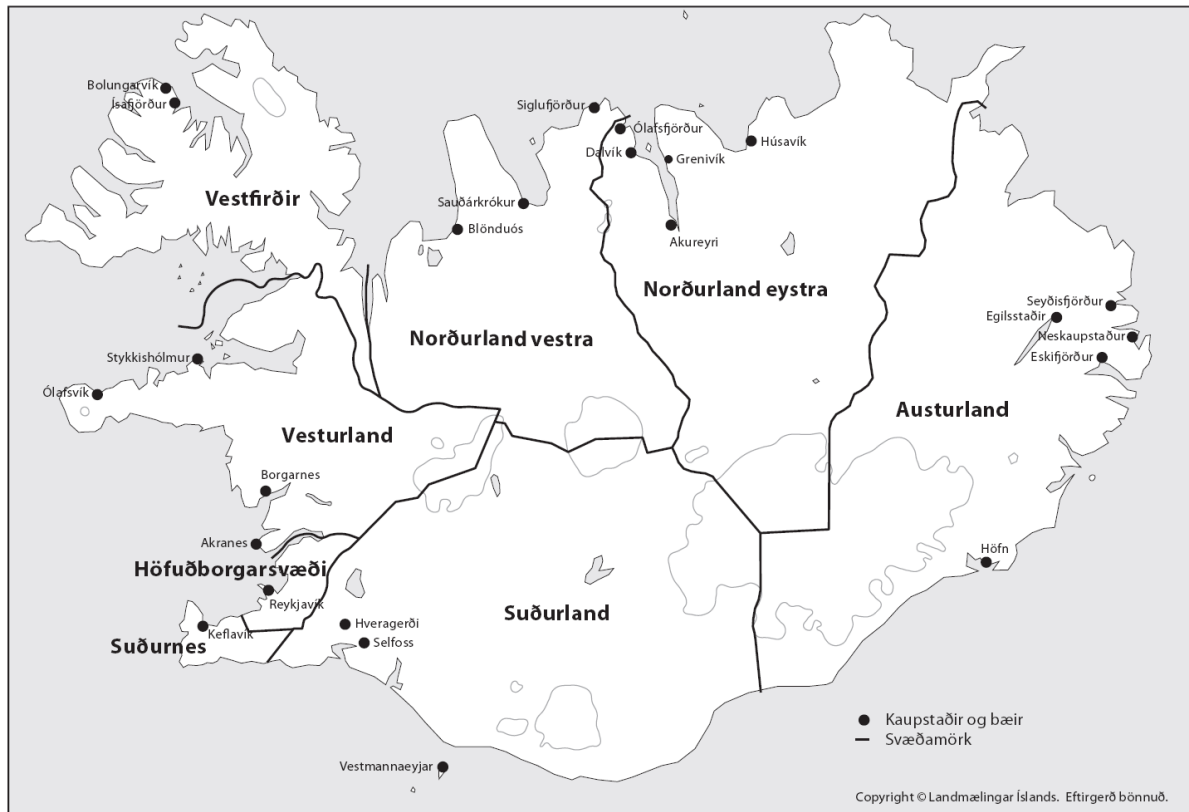 Bolungarvík
Ísafjörður
Siglufjörður
Ólafsfjörður
Dalvík
Grenivík
Húsavík
Vestfirðir
Sauðárkrókur
Blönduós
Akureyri
Norðurland eystra
Seyðisfjörður
Egilsstaðir
Neskaupstaður
Eskifjörður
Norðurland vestra
Stykkishólmur
Ólafsvík
Vesturland
Austurland
Borgarnes
Akranes
Höfn
Höfuðborgarsvæði
Reykjavík
Suðurland
Hveragerði
Keflavík
Suðurnes
Selfoss
Kaupstaðir og bæir
Svæðamörk
Vestmannaeyjar
Copyright © Landmælingar Íslands. Eftirgerð bönnuð.